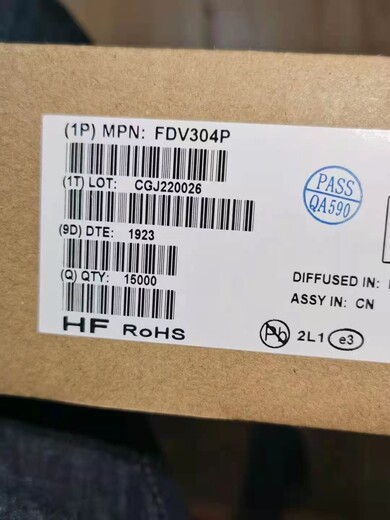 (1P) MPN: FDV304P
(1T) LOT: CGJ220026
(9D) DTE: 1923
(Q) QTY: 15000
PASS
QA590
DIFFUSED IN:
ASSY IN: CN
HF RoHS
Pb 2L1 e3